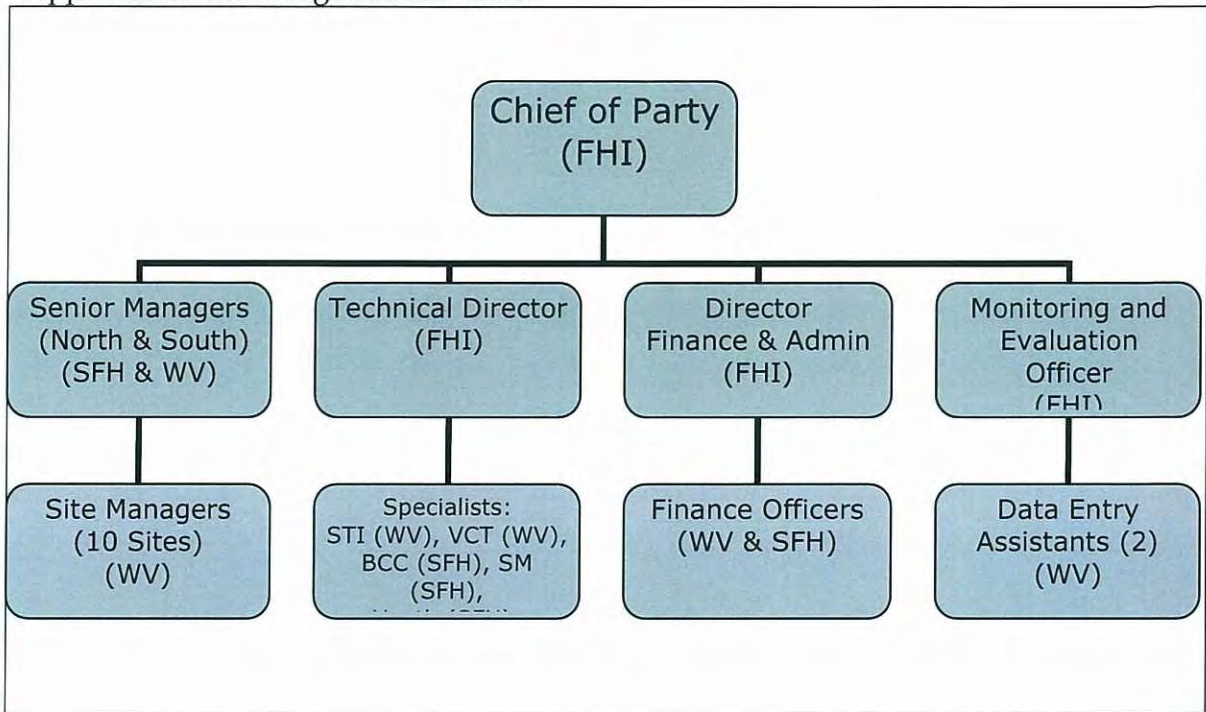 Chief of Party
(FHI)
Senior Managers
(North & South)
(SFH & WV)
Technical Director
(FHI)
Director
Finance & Admin
(FHI)
Monitoring and
Evaluation
Officer
(FHI)
Site Managers
(10 Sites)
(WV)
Specialists:
STI (WV), VCT (WV),
BCC (SFH), SM
(SFH),
Finance Officers
(WV & SFH)
Data Entry
Assistants (2)
(WV)